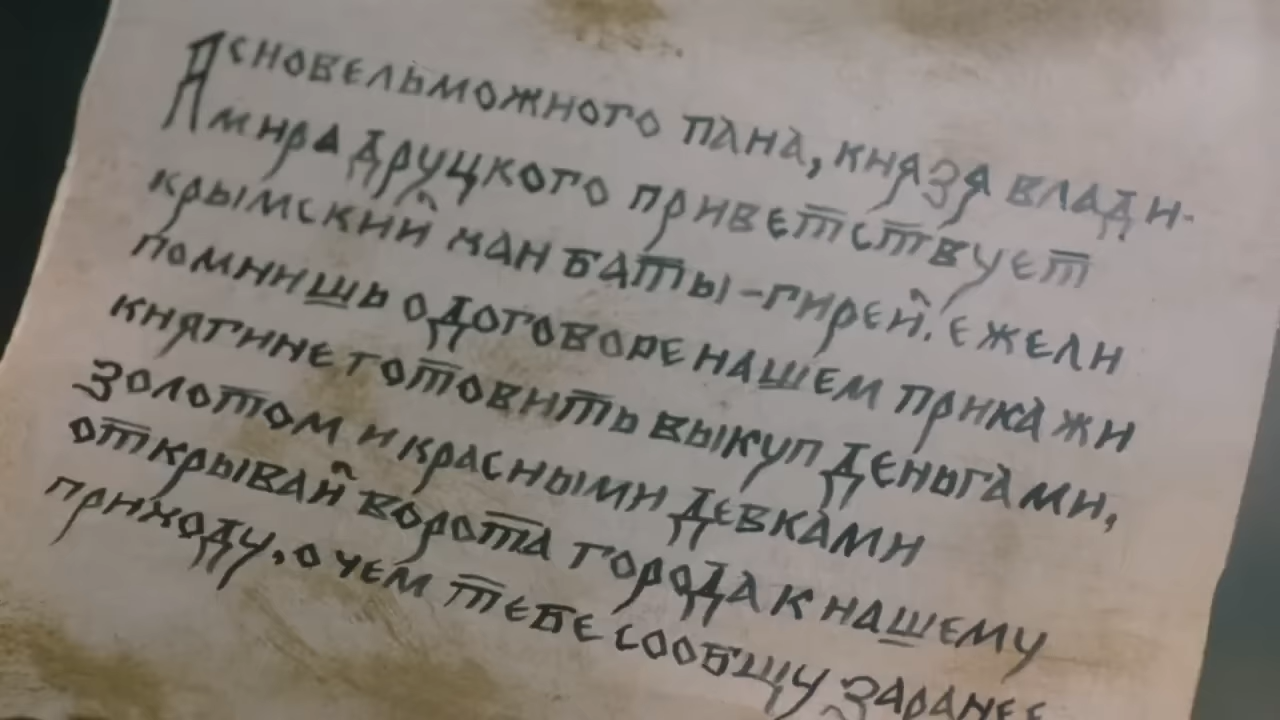 Ясновельможного пана, князя Влади-
мира Друцкого приветствует
крымский хан Баты-Гирей. Ежели
помнишь о договоре нашем прикажи
княгине готовить выкуп деньгами,
золотом и красными девками
открывай ворота города к нашему
приходу, о чем тебе сообщу заранее